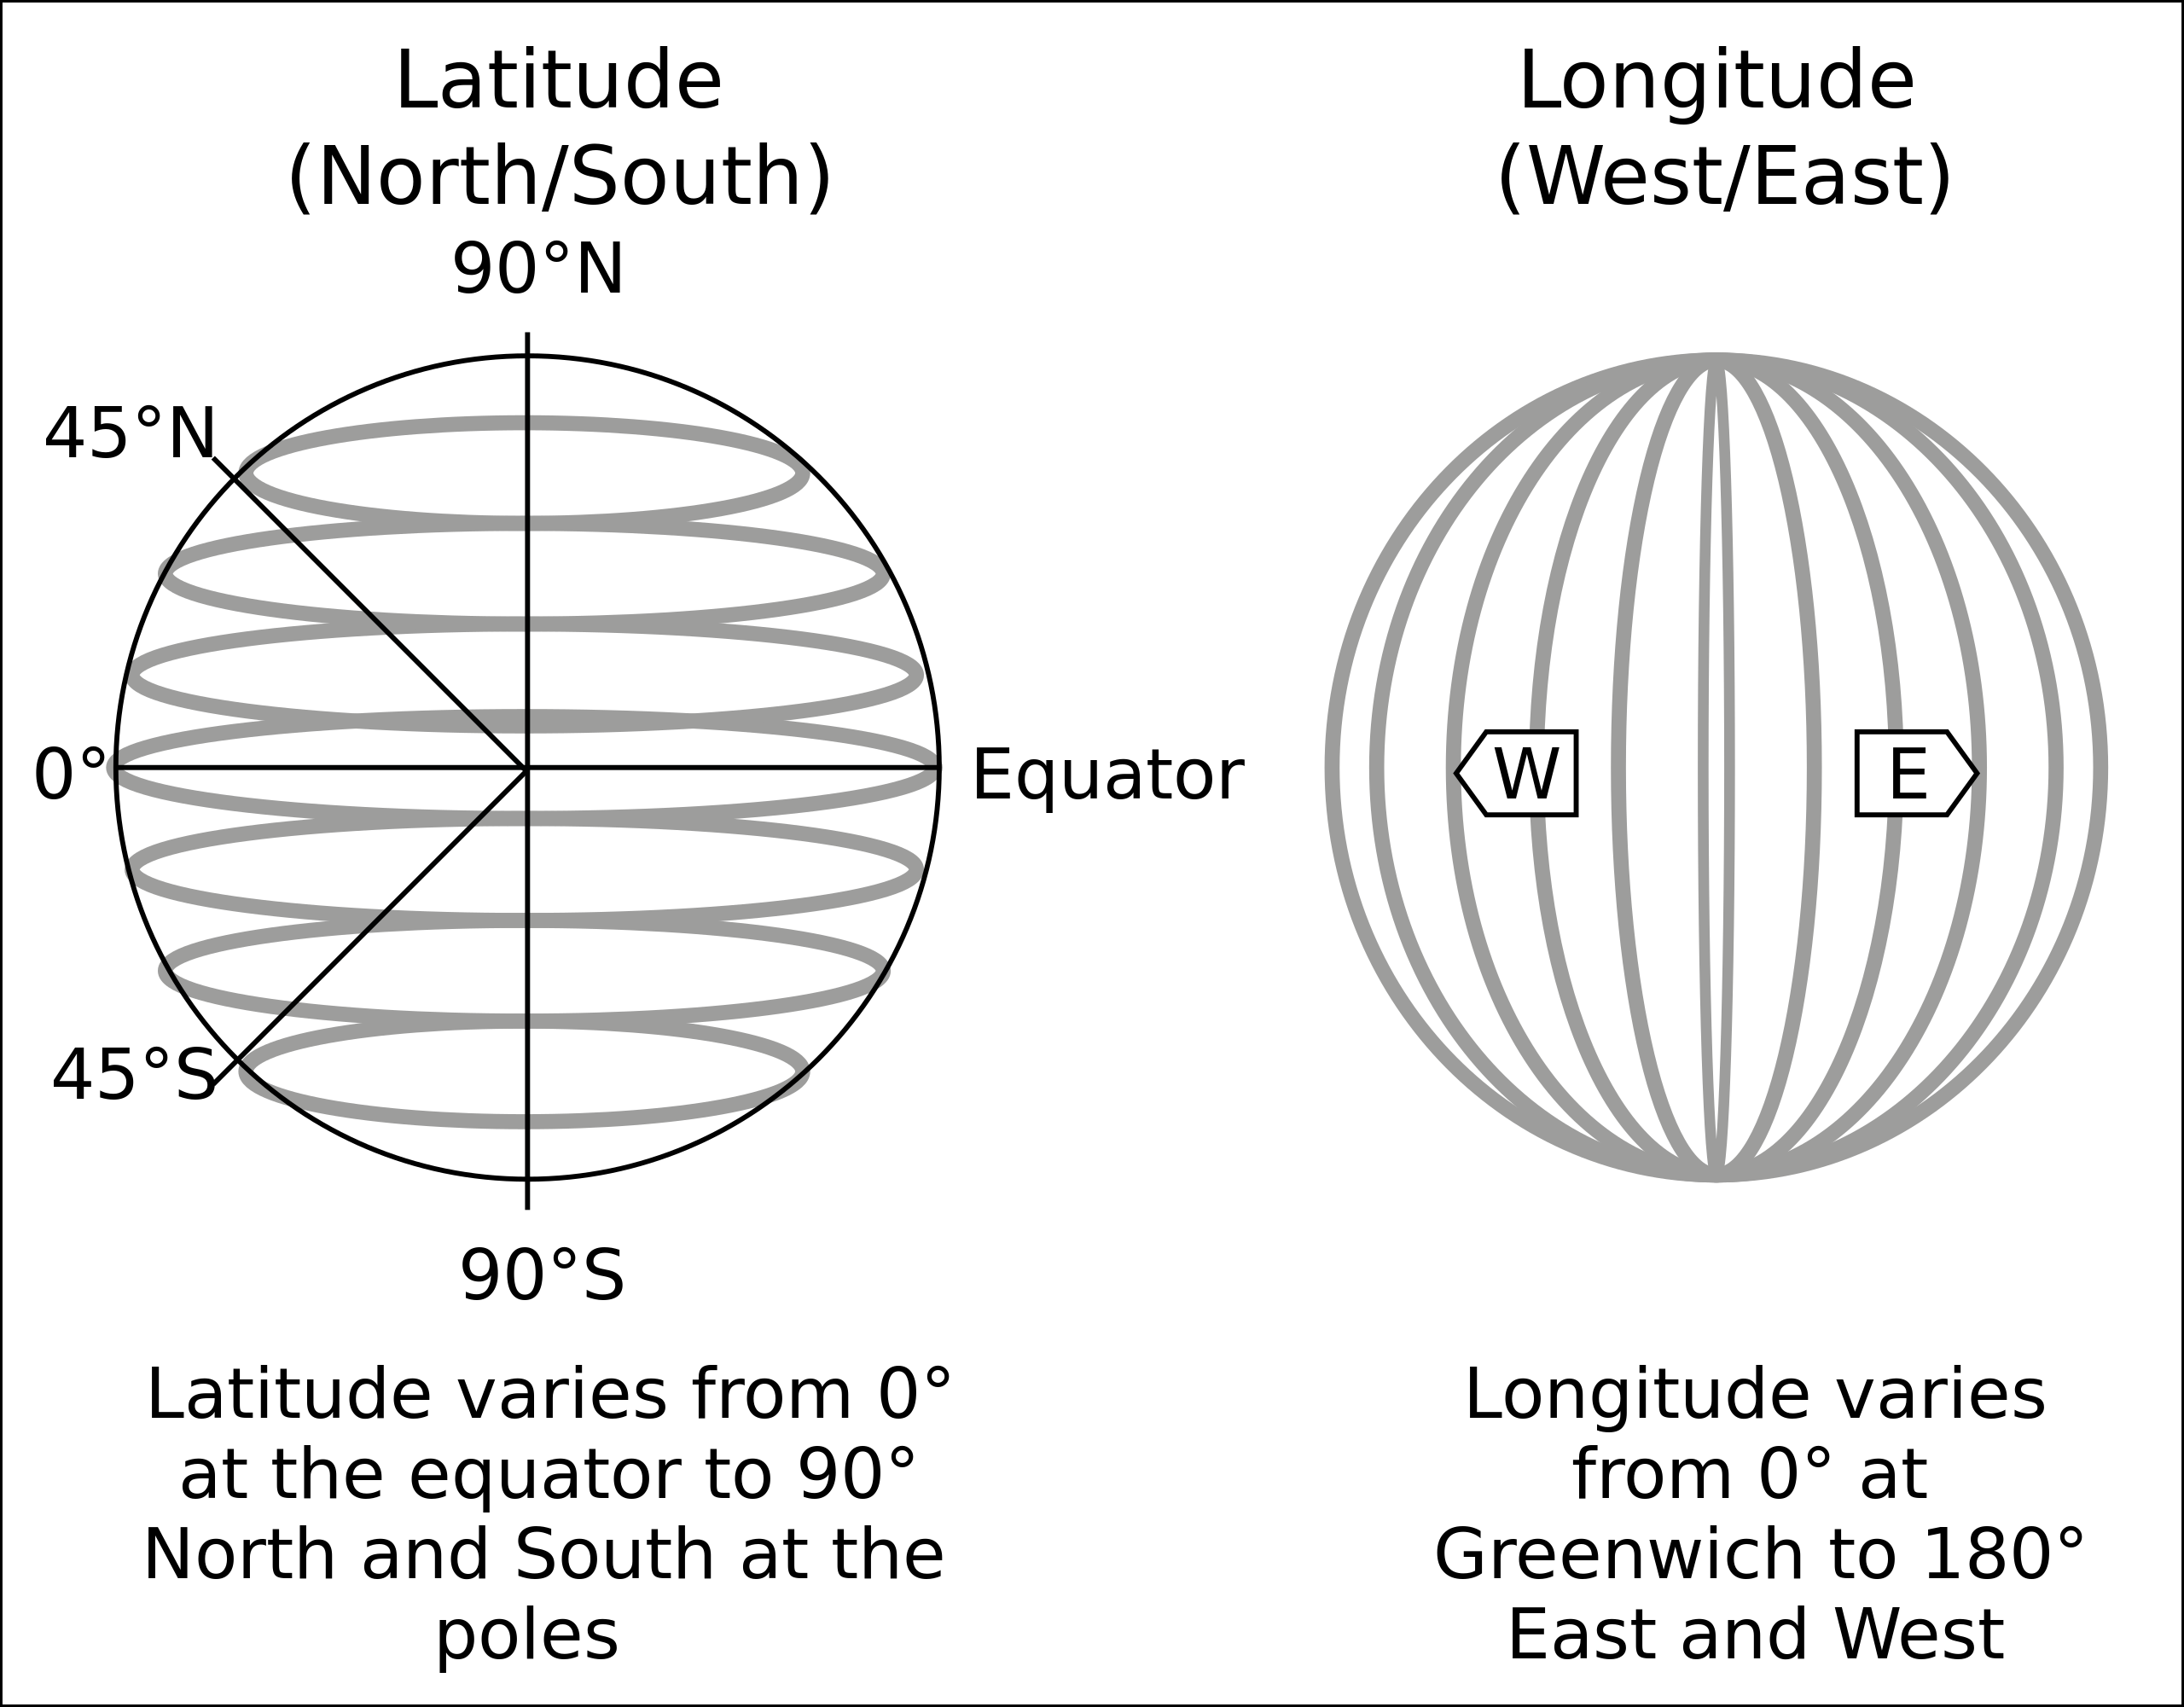 Latitude
(North/South)
90°N
45°N
0°
Equator
45°S
90°S
Latitude varies from 0°
at the equator to 90°
North and South at the
poles
Longitude
(West/East)
W
E
Longitude varies
from 0° at
Greenwich to 180°
East and West